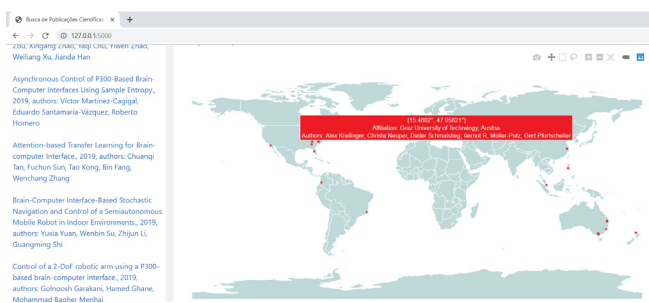 Busca de Publicações Científicas
127.0.0.1:5000
Zou, Xingang Zhao, Yaqi Chu, Yiwen Zhao,
Weiliang Xu, Jianda Han
Asynchronous Control of P300-Based Brain-
Computer Interfaces Using Sample Entropy.,
2019, authors: Víctor Martínez-Cagigal,
Eduardo Santamaría-Vázquez, Roberto
Hornero
Attention-based Transfer Learning for Brain-
computer Interface., 2019, authors: Chuanqi
Tan, Fuchun Sun, Tao Kong, Bin Fang,
Wenchang Zhang
Brain-Computer Interface-Based Stochastic
Navigation and Control of a Semiautonomous
Mobile Robot in Indoor Environments., 2019,
authors: Yuxia Yuan, Wenbin Su, Zhijun Li,
Guangming Shi
Control of a 2-DoF robotic arm using a P300-
based brain-computer interface., 2019,
authors: Golnoosh Garakani, Hamed Ghane,
Mohammad Bagher Menhaj
(15.4602°, 47.05821°)
Affiliation: Graz University of Technology, Austria
Authors: Alex Kreilinger, Christa Neuper, Dieter Schmalstieg, Gernot R. Müller-Putz, Gert Pfurtscheller